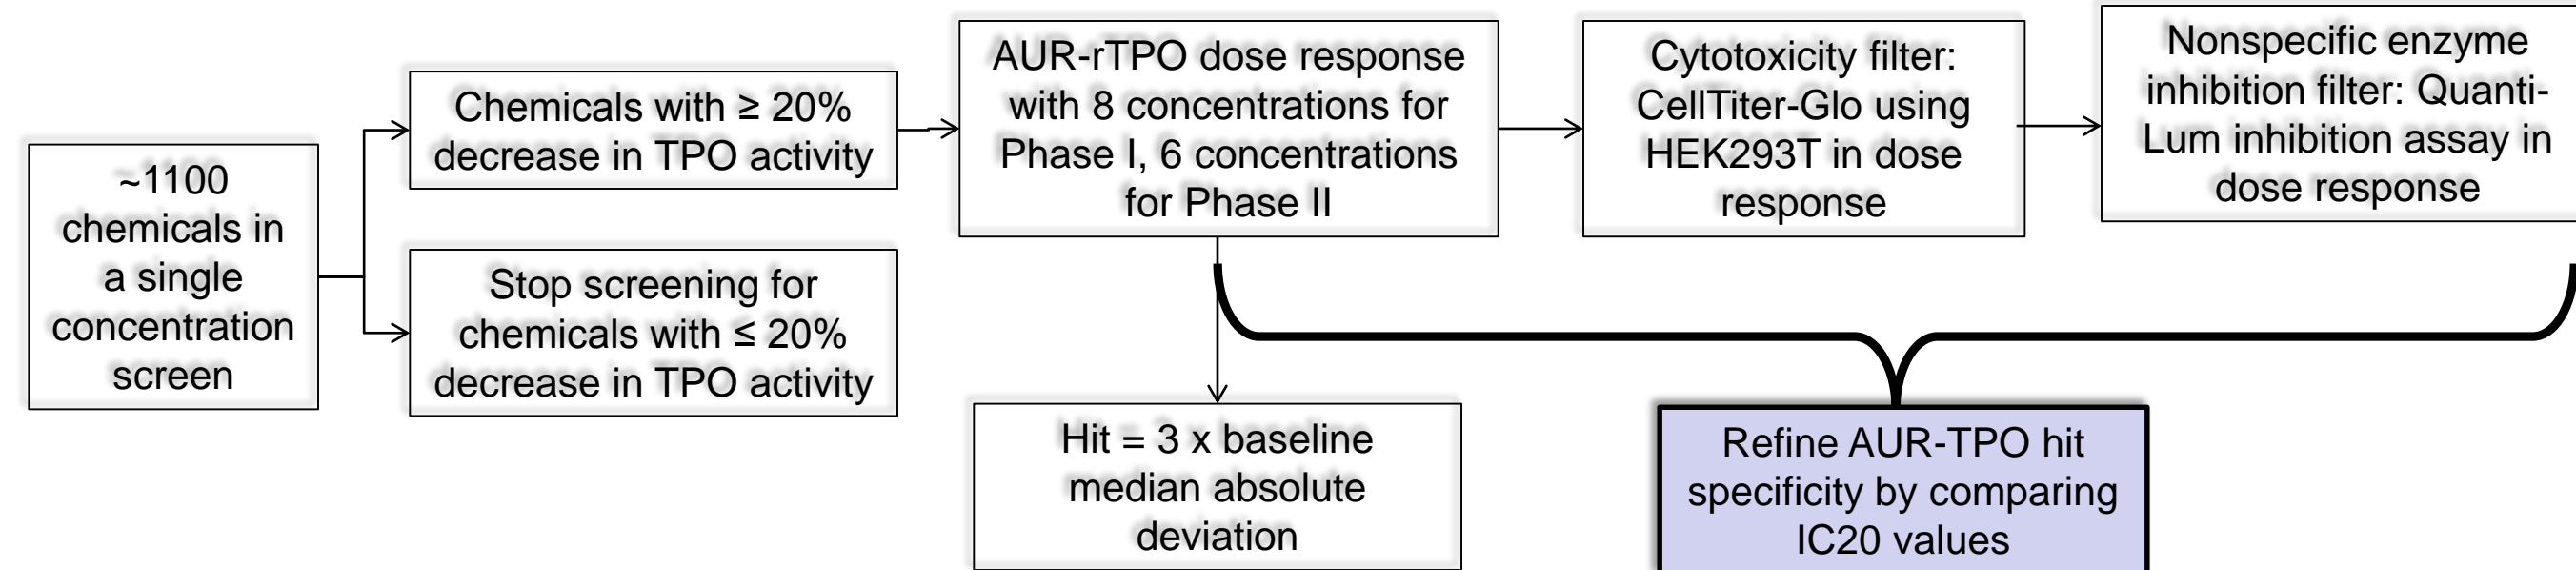 ~1100
chemicals in
a single
concentration
screen
Chemicals with ≥ 20%
decrease in TPO activity
Stop screening for
chemicals with ≤ 20%
decrease in TPO activity
AUR-rTPO dose response
with 8 concentrations for
Phase I, 6 concentrations
for Phase II
Hit = 3 x baseline
median absolute
deviation
Cytotoxicity filter:
CellTiter-Glo using
HEK293T in dose
response
Nonspecific enzyme
inhibition filter: Quanti-
Lum inhibition assay in
dose response
Refine AUR-TPO hit
specificity by comparing
IC20 values